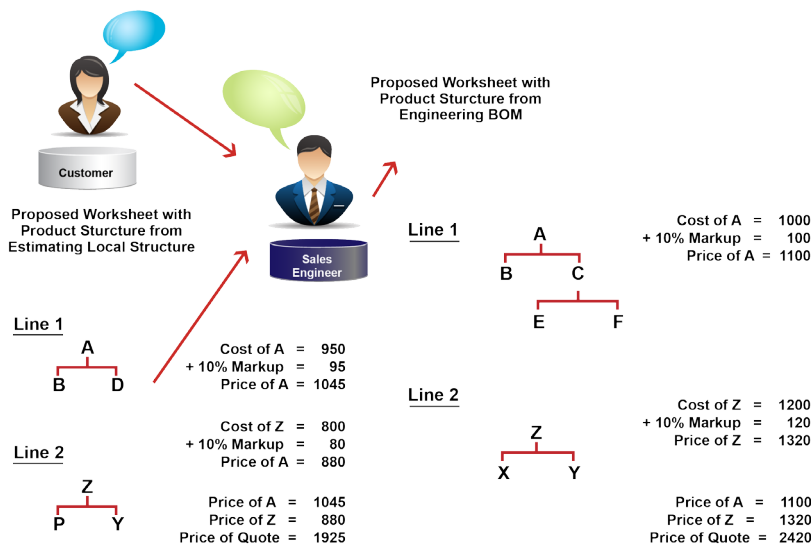 Customer
Proposed Worksheet with
Product Sturcture from
Estimating Local Structure
Sales
Engineer
Proposed Worksheet with
Product Sturcture from
Engineering BOM
Line 1
A
B D
Cost of A = 950
+ 10% Markup = 95
Price of A = 1045
Line 2
Z
P Y
Cost of Z = 800
+ 10% Markup = 80
Price of A = 880
Price of A = 1045
Price of Z = 880
Price of Quote = 1925
Line 1
A
B C
E F
Cost of A = 1000
+ 10% Markup = 100
Price of A = 1100
Line 2
Z
X Y
Cost of Z = 1200
+ 10% Markup = 120
Price of Z = 1320
Price of A = 1100
Price of Z = 1320
Price of Quote = 2420